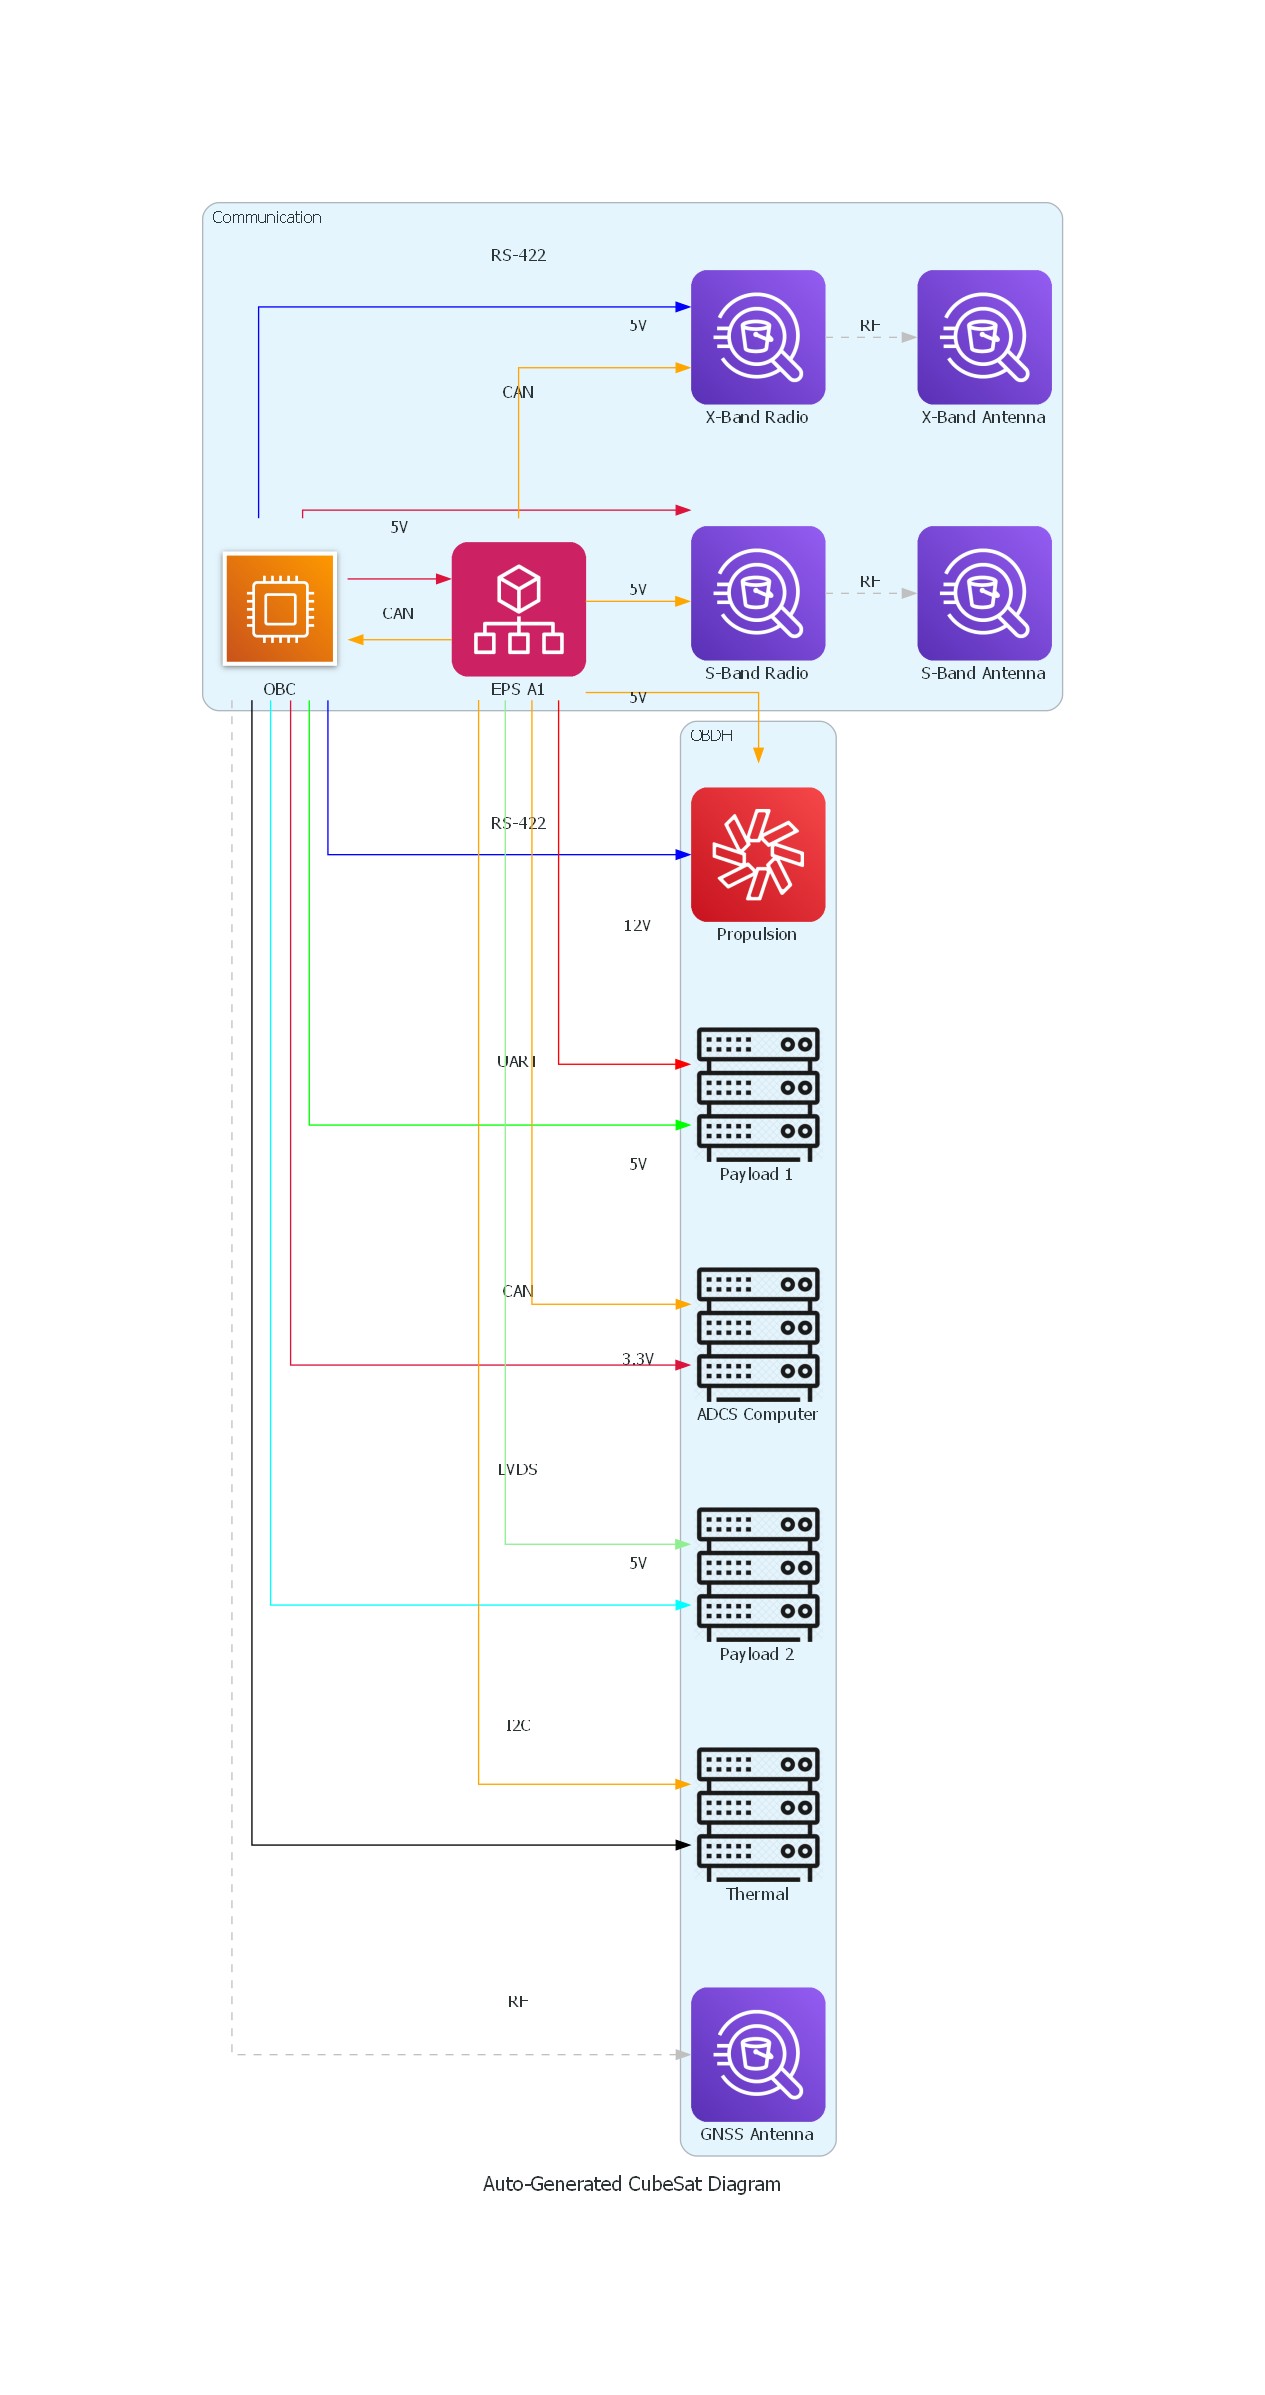 Communication
RS-422
5V
RF
CAN
X-Band Radio
X-Band Antenna
5V
5V
RF
CAN
S-Band Radio
S-Band Antenna
OBC
EPS A1
5V
OBDH
RS-422
12V
Propulsion
UART
5V
Payload 1
CAN
3.3V
ADCS Computer
LVDS
5V
Payload 2
I2C
Thermal
RF
GNSS Antenna
Auto-Generated CubeSat Diagram